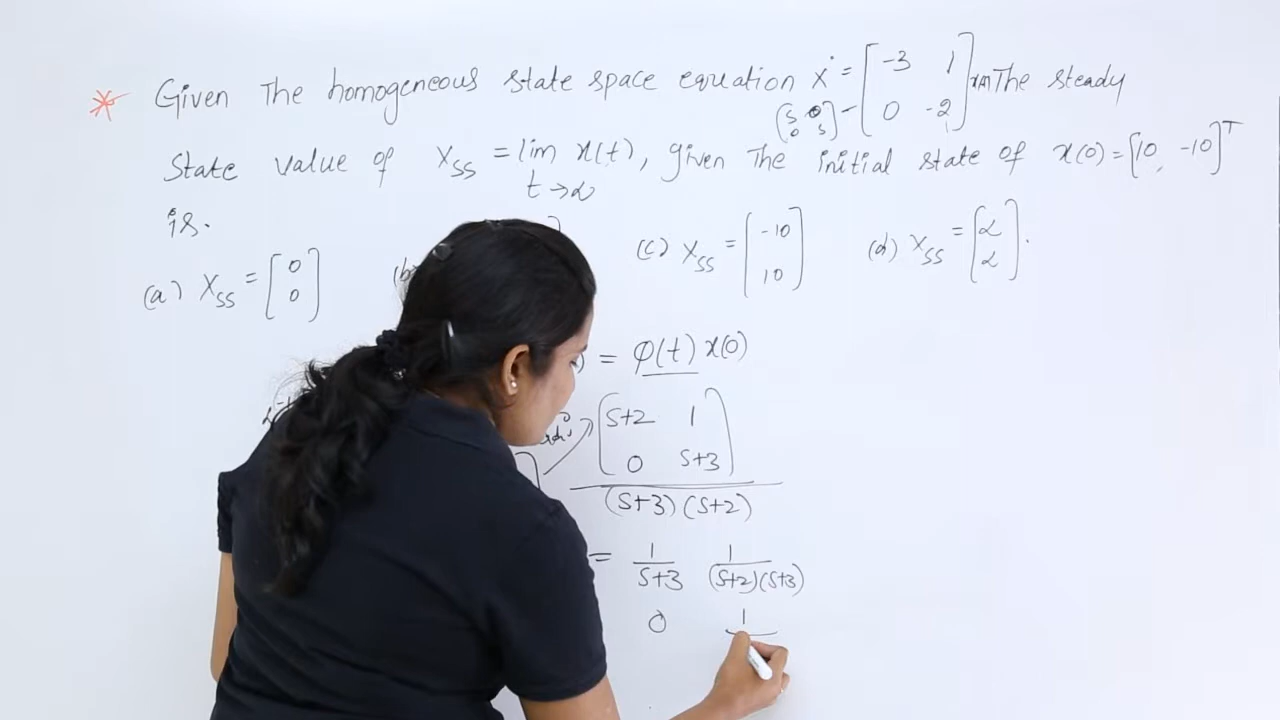 * Given The homogeneous state space equation Ẋ = [-3 1; 0 -2] x(t) The steady
[s 0; 0 s] -
State value of Xss = lim x(t), given The initial state of x(0) = [10, -10]^T
t→∝
is.
(a) Xss = [0; 0] (b) (c) Xss = [-10; 10] (d) Xss = [∝; ∝].
= φ(t) x(0)
[s+2 1; 0 s+3]
(s+3)(s+2)
= 1/(s+3) 1/((s+2)(s+3))
0 1